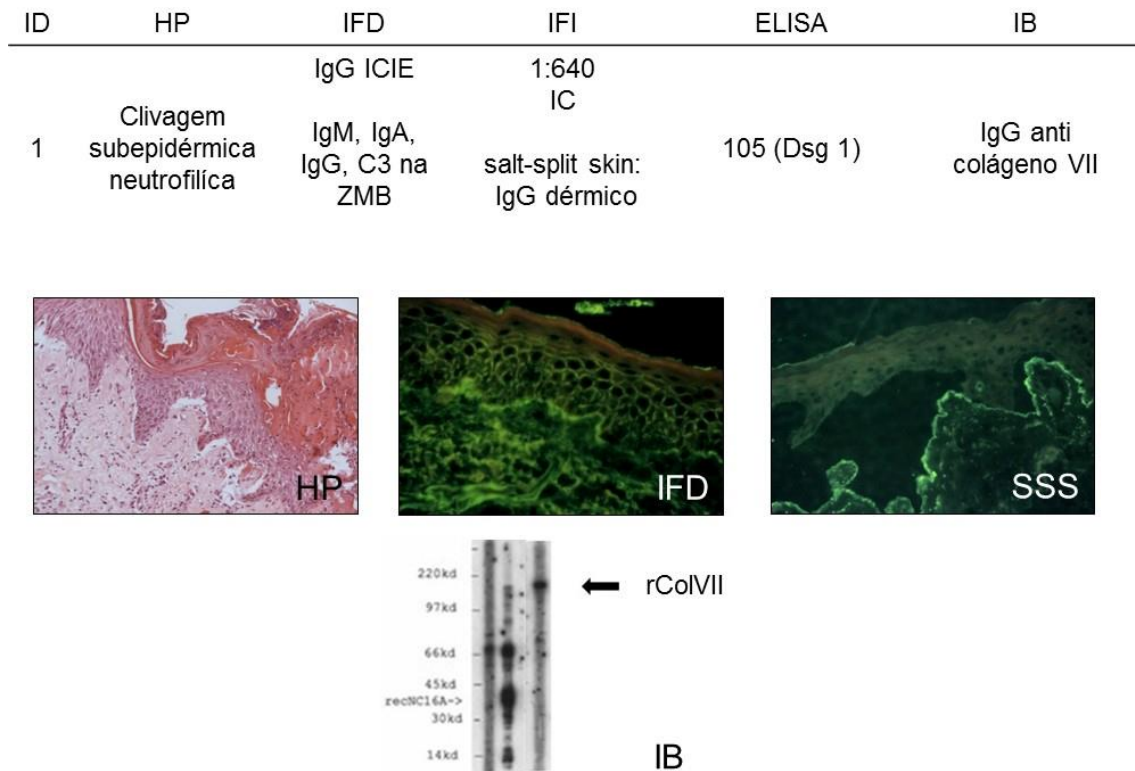 ID HP IFD IFI ELISA IB
1
Clivagem
subepidérmica
neutrofilíca
IgG ICIE
IgM, IgA,
IgG, C3 na
ZMB
1:640
IC
salt-split skin:
IgG dérmico
105 (Dsg 1)
IgG anti
colágeno VII
HP
IFD
SSS
220kd
97kd
66kd
45kd
recNC16A->
30kd
14kd
rColVII
IB